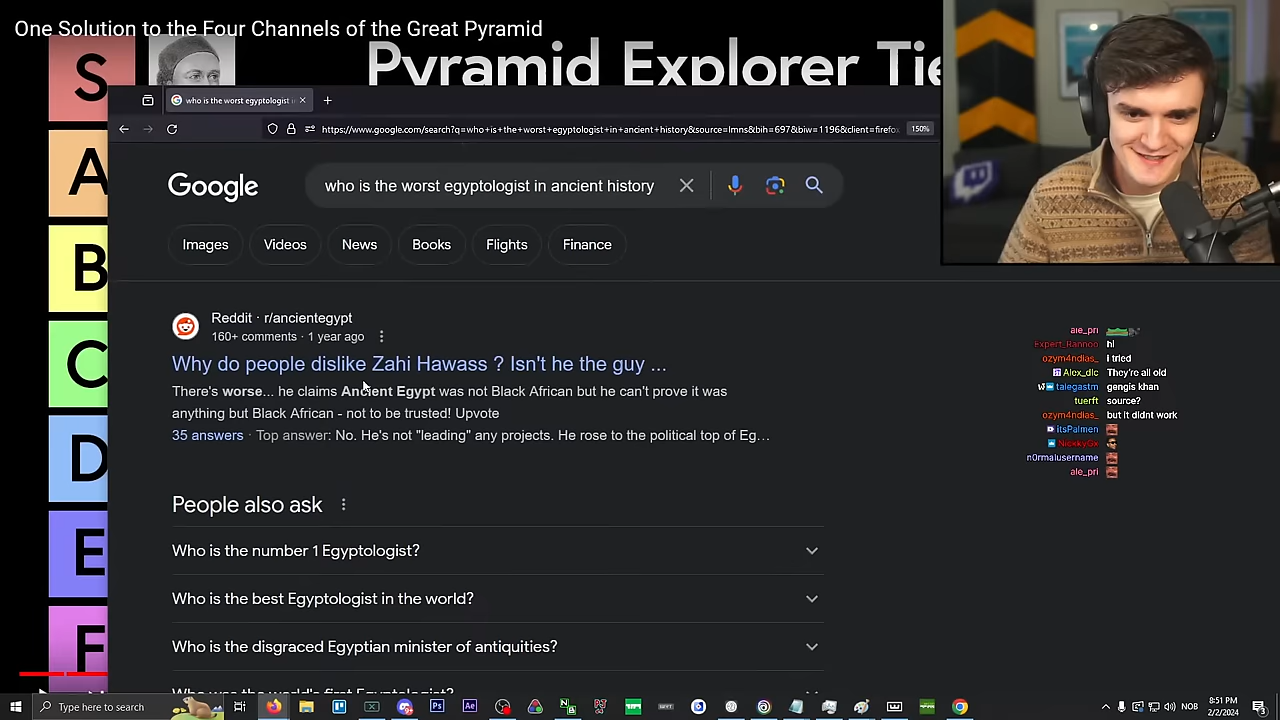 One Solution to the Four Channels of the Great Pyramid
S
Pyramid Explorer Tie
who is the worst egyptologist i
https://www.google.com/search?q=who+is+the+worst+egyptologist+in+ancient+history&source=lmns&bih=697&biw=1196&client=firefo
150%
A
Google
who is the worst egyptologist in ancient history
B
Images
Videos
News
Books
Flights
Finance
C
Reddit · r/ancientegypt
160+ comments · 1 year ago
Why do people dislike Zahi Hawass ? Isn't he the guy ...
There's worse... he claims Ancient Egypt was not Black African but he can't prove it was
anything but Black African - not to be trusted! Upvote
35 answers · Top answer: No. He's not "leading" any projects. He rose to the political top of Eg...
ale_pri
Expert_Bannoo hi
ozym4ndias_ i tried
Alex_dlc They're all old
talegastm gengis khan
tuerft source?
ozym4ndias_ but it didnt work
itsPalmen
NickkyGx
n0rmalusername
ale_pri
D
People also ask
E
Who is the number 1 Egyptologist?
Who is the best Egyptologist in the world?
F
Who is the disgraced Egyptian minister of antiquities?
Who was the world's first Egyptologist?
Type here to search
NOB
8:51 PM
2/2/2024